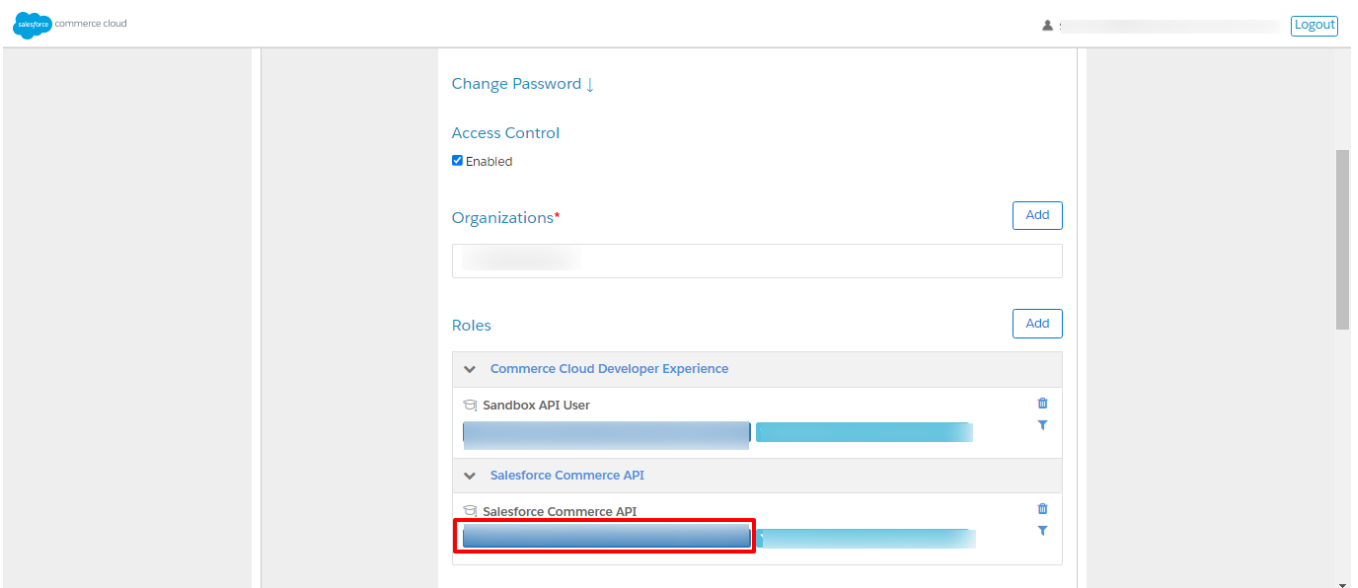 salesforce commerce cloud
Logout
Change Password ↓
Access Control
Enabled
Organizations*
Add
Roles
Add
Commerce Cloud Developer Experience
Sandbox API User
Salesforce Commerce API
Salesforce Commerce API